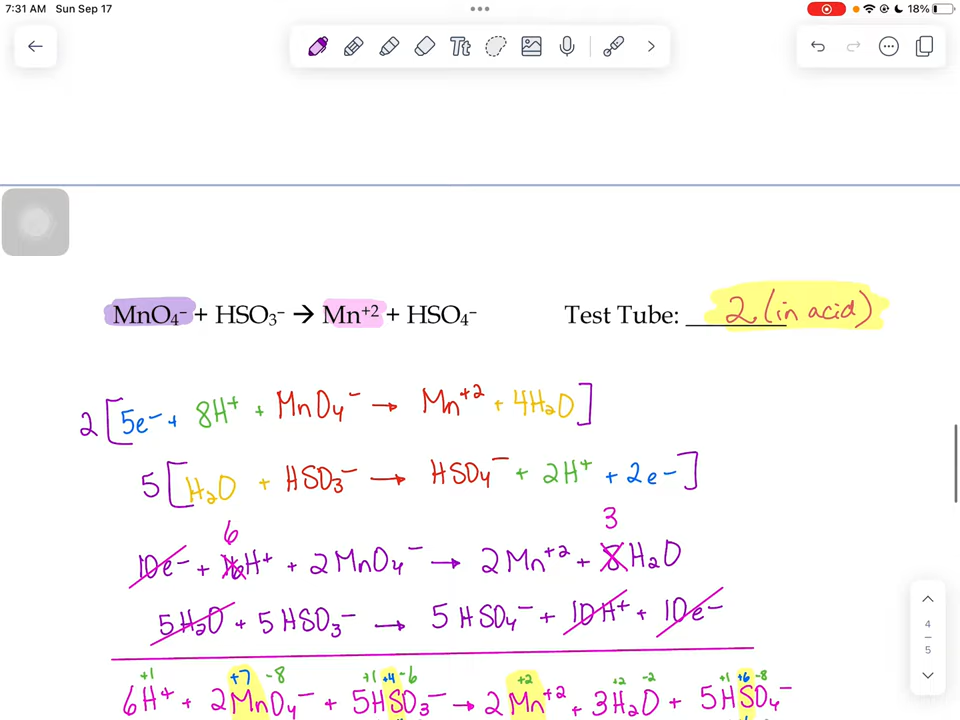 7:31 AM Sun Sep 17 18%
Tt
MnO₄⁻ + HSO₃⁻ → Mn⁺² + HSO₄⁻ Test Tube: 2 (in acid)
2 [ 5e⁻ + 8H⁺ + MnO₄⁻ → Mn⁺² + 4H₂O ]
5 [ H₂O + HSO₃⁻ → HSO₄⁻ + 2H⁺ + 2e⁻ ]
6 3
10e⁻ + 16H⁺ + 2MnO₄⁻ → 2Mn⁺² + 8H₂O
5H₂O + 5HSO₃⁻ → 5HSO₄⁻ + 10H⁺ + 10e⁻
+1 +7 -8 +1 +4 -6 +2 +2 -2 +1 +6 -8
6H⁺ + 2MnO₄⁻ + 5HSO₃⁻ → 2Mn⁺² + 3H₂O + 5HSO₄⁻
4
5